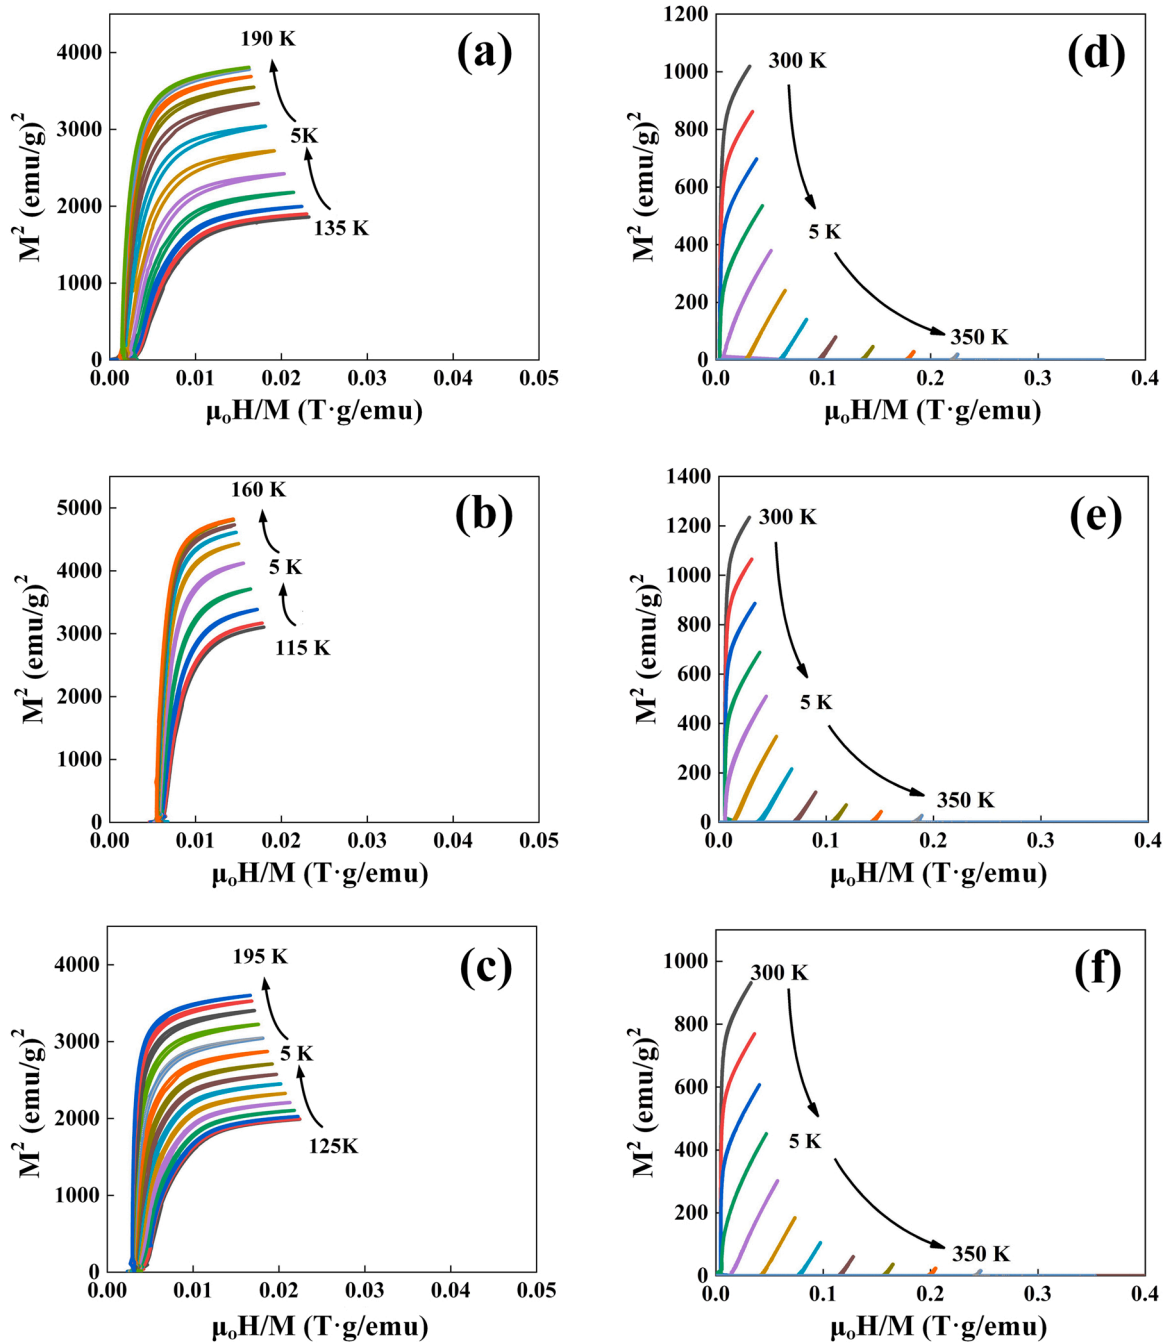 (a)
190 K
5K
135 K
4000
3000
2000
1000
0
0.00 0.01 0.02 0.03 0.04 0.05
M² (emu/g)²
μₒH/M (T·g/emu)
(d)
300 K
5 K
350 K
1200
1000
800
600
400
200
0
0.0 0.1 0.2 0.3 0.4
M² (emu/g)²
μₒH/M (T·g/emu)
(b)
160 K
5 K
115 K
5000
4000
3000
2000
1000
0
0.00 0.01 0.02 0.03 0.04 0.05
M² (emu/g)²
μₒH/M (T·g/emu)
(e)
300 K
5 K
350 K
1400
1200
1000
800
600
400
200
0
0.0 0.1 0.2 0.3 0.4
M² (emu/g)²
μₒH/M (T·g/emu)
(c)
195 K
5 K
125K
4000
3000
2000
1000
0
0.00 0.01 0.02 0.03 0.04 0.05
M² (emu/g)²
μₒH/M (T·g/emu)
(f)
300 K
5 K
350 K
1000
800
600
400
200
0
0.0 0.1 0.2 0.3 0.4
M² (emu/g)²
μₒH/M (T·g/emu)